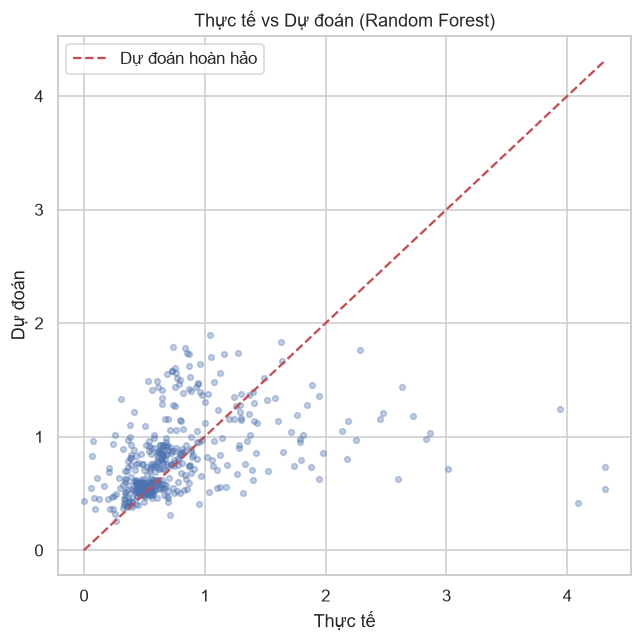 Thực tế vs Dự đoán (Random Forest)
Dự đoán hoàn hảo
Dự đoán
4
3
2
1
0
0 1 2 3 4
Thực tế